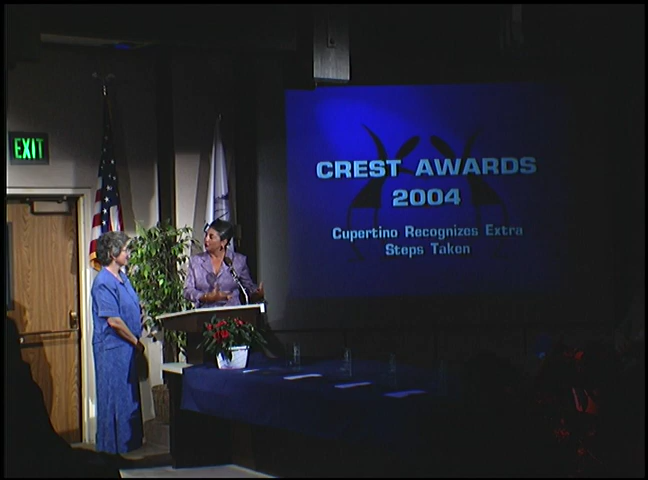 EXIT
CREST AWARDS
2004
Cupertino Recognizes Extra
Steps Taken